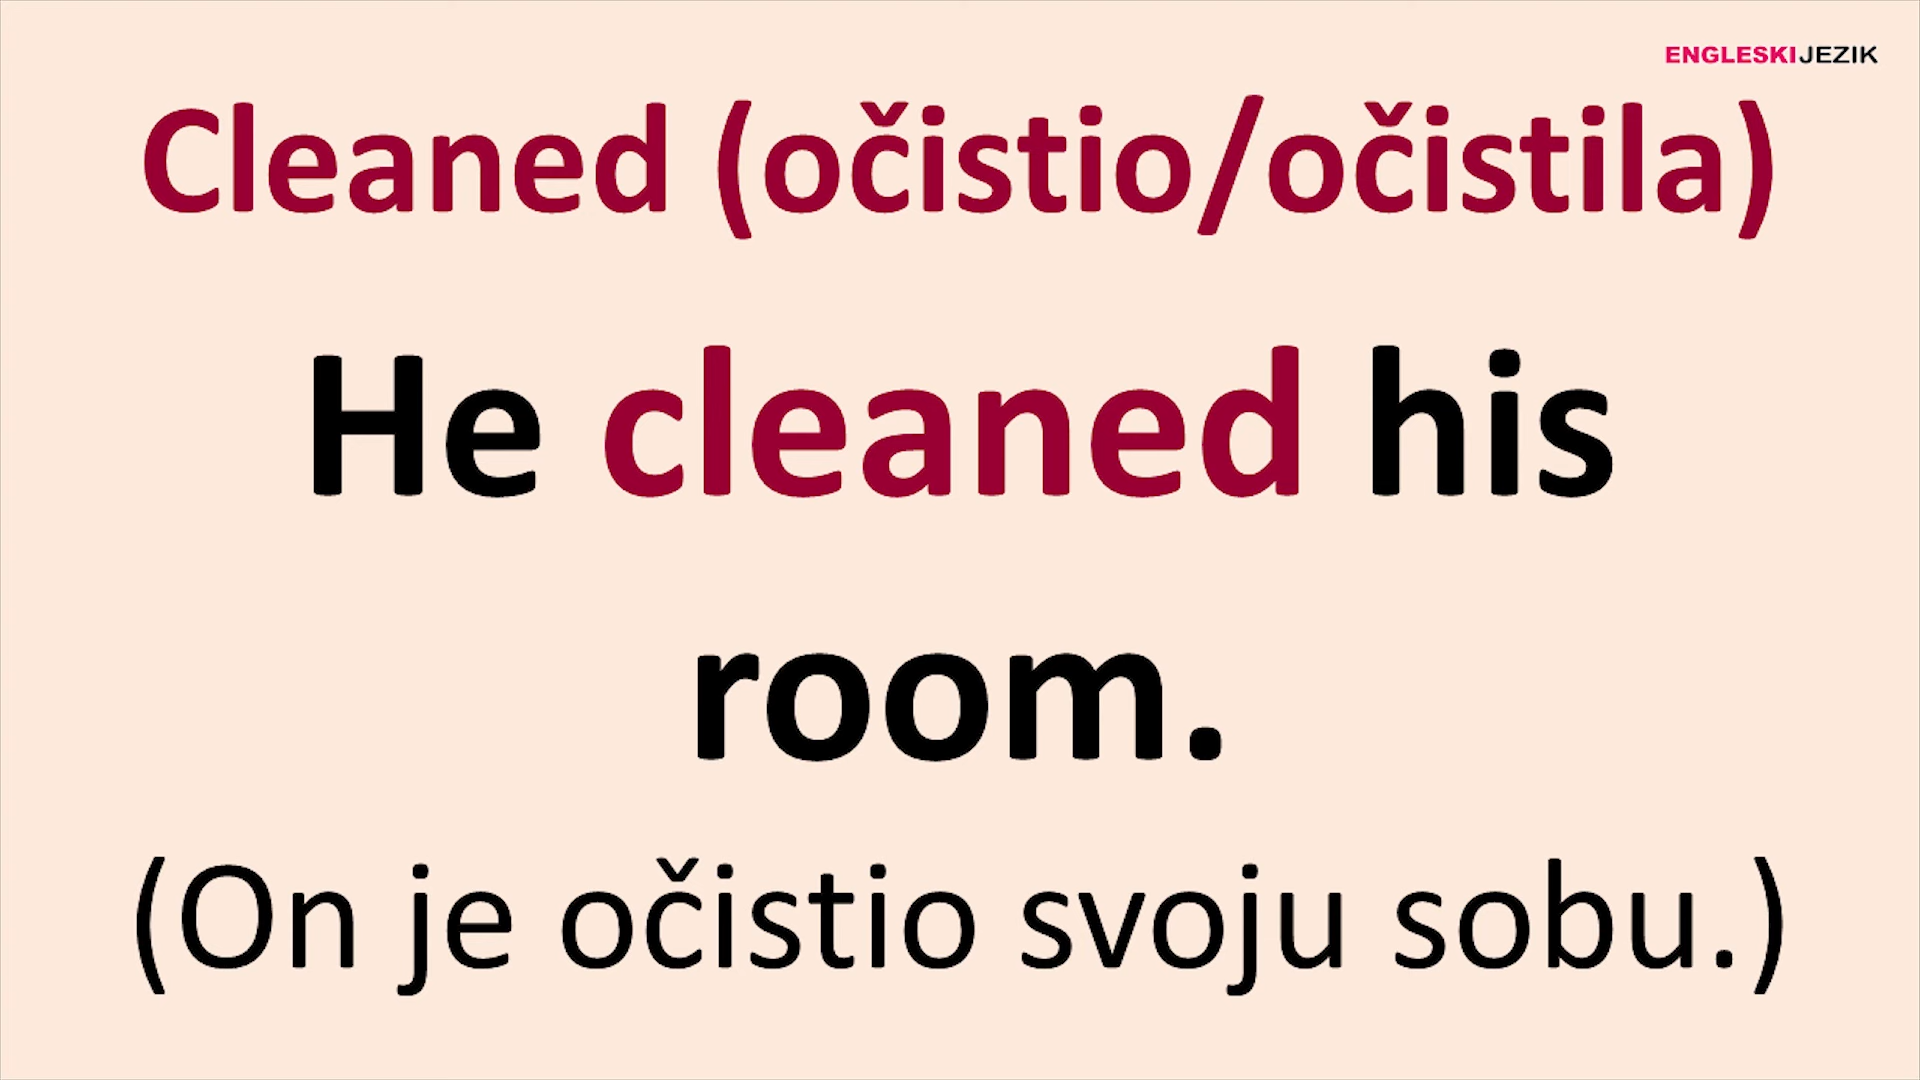 ENGLESKIJEZIK
Cleaned (očistio/očistila)
He cleaned his
room.
(On je očistio svoju sobu.)